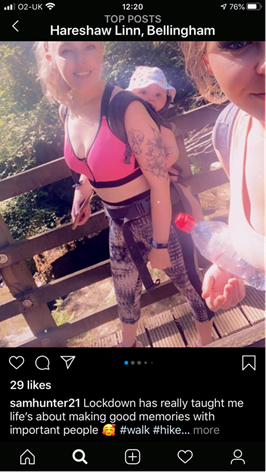 O2-UK 12:20 76%
TOP POSTS
Hareshaw Linn, Bellingham
29 likes
samhunter21 Lockdown has really taught me
life's about making good memories with
important people 🥰 #walk #hike... more